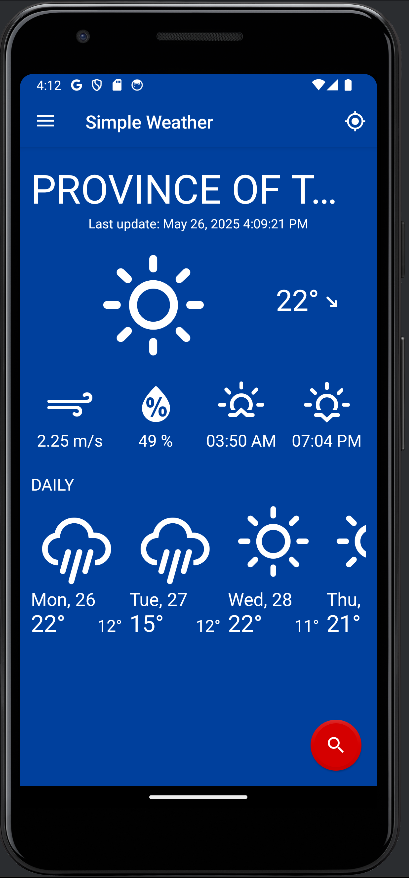 4:12 G
Simple Weather
PROVINCE OF T...
Last update: May 26, 2025 4:09:21 PM
22°
%
2.25 m/s 49 % 03:50 AM 07:04 PM
DAILY
Mon, 26 Tue, 27 Wed, 28 Thu,
22° 12° 15° 12° 22° 11° 21°